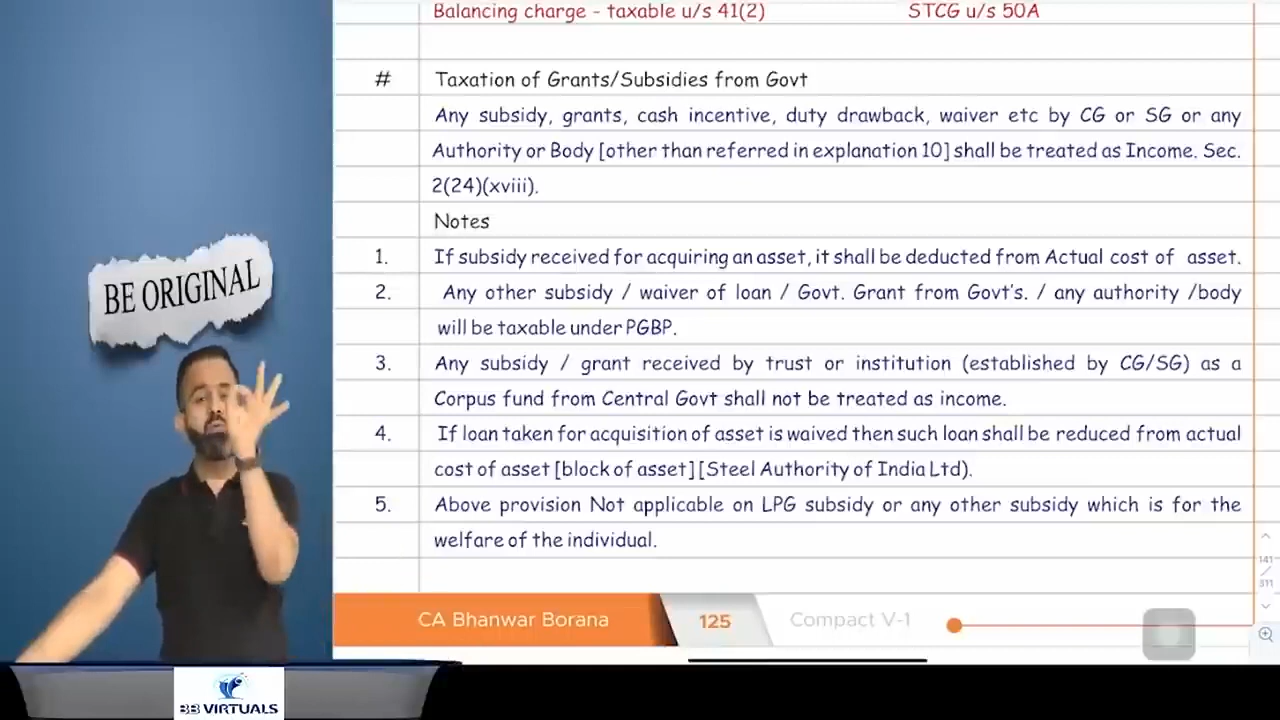 Balancing charge - taxable u/s 41(2) STCG u/s 50A
# Taxation of Grants/Subsidies from Govt
Any subsidy, grants, cash incentive, duty drawback, waiver etc by CG or SG or any
Authority or Body [other than referred in explanation 10] shall be treated as Income. Sec.
2(24)(xviii).
Notes
1. If subsidy received for acquiring an asset, it shall be deducted from Actual cost of asset.
2. Any other subsidy / waiver of loan / Govt. Grant from Govt's. / any authority /body
will be taxable under PGBP.
3. Any subsidy / grant received by trust or institution (established by CG/SG) as a
Corpus fund from Central Govt shall not be treated as income.
4. If loan taken for acquisition of asset is waived then such loan shall be reduced from actual
cost of asset [block of asset] [Steel Authority of India Ltd).
5. Above provision Not applicable on LPG subsidy or any other subsidy which is for the
welfare of the individual.
BE ORIGINAL
CA Bhanwar Borana 125 Compact V-1
141
/
311
BB VIRTUALS